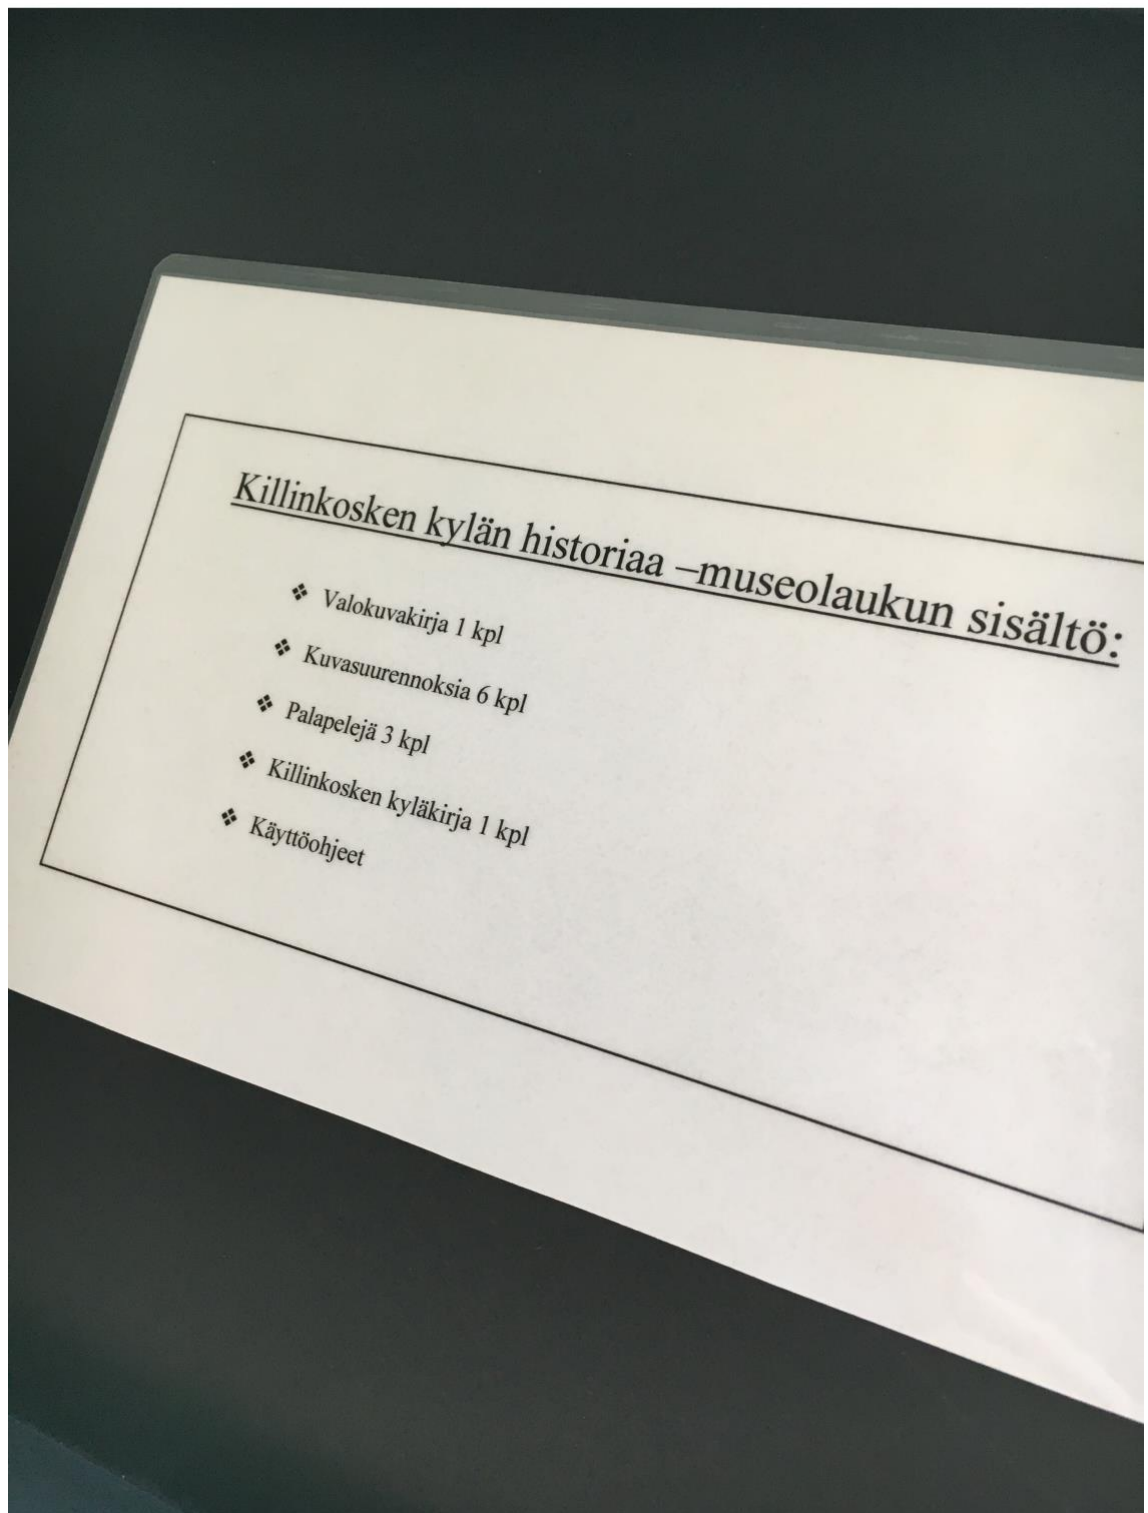 Killinkosken kylän historiaa –museolaukun sisältö:
❖ Valokuvakirja 1 kpl
❖ Kuvasuurennoksia 6 kpl
❖ Palapelejä 3 kpl
❖ Killinkosken kyläkirja 1 kpl
❖ Käyttöohjeet